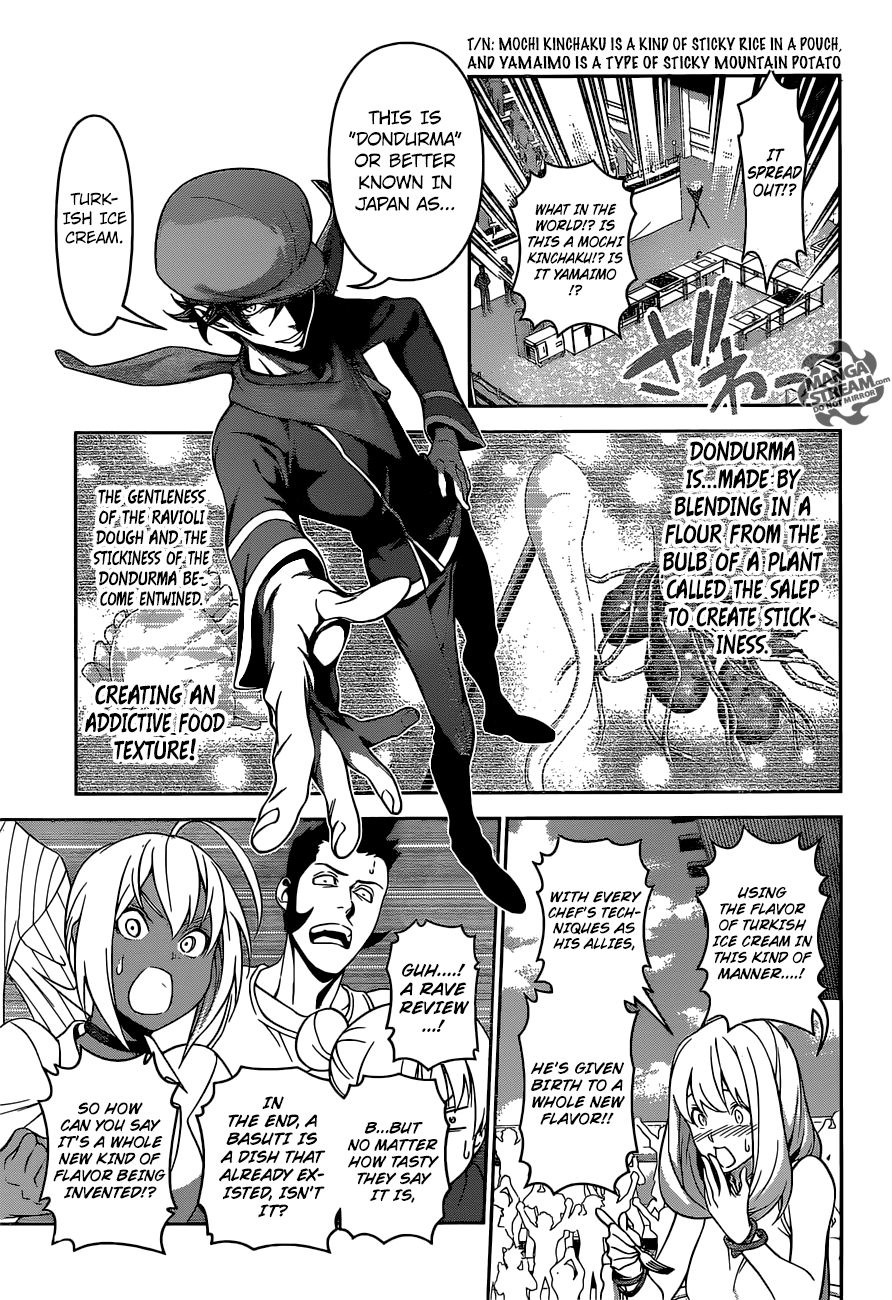 T/N: MOCHI KINCHAKU IS A KIND OF STICKY RICE IN A POUCH,
AND YAMAIMO IS A TYPE OF STICKY MOUNTAIN POTATO
IT
SPREAD
OUT!?
WHAT IN THE
WORLD!? IS
THIS A MOCHI
KINCHAKU!? IS
IT YAMAIMO
!?
ざわっ
MANGA
STREAM.com
DO NOT MIRROR
THIS IS
"DONDURMA"
OR BETTER
KNOWN IN
JAPAN AS...
TURK-
ISH ICE
CREAM.
DONDURMA
IS...MADE BY
BLENDING IN A
FLOUR FROM THE
BULB OF A PLANT
CALLED THE SALEP
TO CREATE STICK-
INESS.
THE GENTLENESS
OF THE RAVIOLI
DOUGH AND THE
STICKINESS OF THE
DONDURMA BE-
COME ENTWINED.
CREATING AN
ADDICTIVE FOOD
TEXTURE!
USING
THE FLAVOR
OF TURKISH
ICE CREAM IN
THIS KIND OF
MANNER....!
WITH EVERY
CHEF'S TECH-
NIQUES AS
HIS ALLIES,
HE'S GIVEN
BIRTH TO A
WHOLE NEW
FLAVOR!!
GUH....!
A RAVE
REVIEW
...!
B...BUT
NO MATTER
HOW TASTY
THEY SAY
IT IS,
IN
THE END, A
BASUTI IS
A DISH THAT
ALREADY EX-
ISTED, ISN'T
IT?
SO HOW
CAN YOU SAY
IT'S A WHOLE
NEW KIND OF
FLAVOR BEING
INVENTED!?